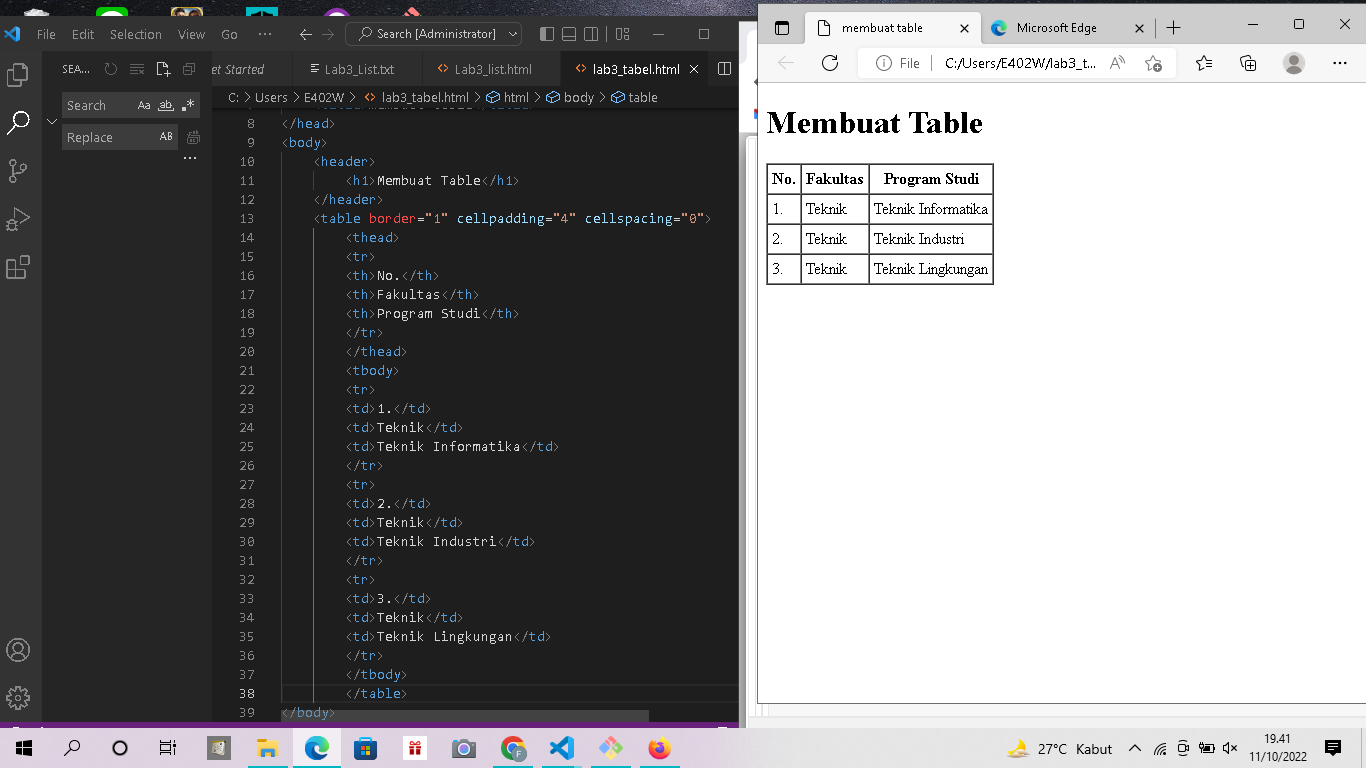 File Edit Selection View Go ··· Search [Administrator]
SEA... et Started Lab3_List.txt Lab3_list.html lab3_tabel.html
Search Aa ab
Replace AB
C: > Users > E402W > lab3_tabel.html > html > body > table
8 </head>
9 <body>
10 <header>
11 <h1>Membuat Table</h1>
12 </header>
13 <table border="1" cellpadding="4" cellspacing="0">
14 <thead>
15 <tr>
16 <th>No.</th>
17 <th>Fakultas</th>
18 <th>Program Studi</th>
19 </tr>
20 </thead>
21 <tbody>
22 <tr>
23 <td>1.</td>
24 <td>Teknik</td>
25 <td>Teknik Informatika</td>
26 </tr>
27 <tr>
28 <td>2.</td>
29 <td>Teknik</td>
30 <td>Teknik Industri</td>
31 </tr>
32 <tr>
33 <td>3.</td>
34 <td>Teknik</td>
35 <td>Teknik Lingkungan</td>
36 </tr>
37 </tbody>
38 </table>
39 </body>
membuat table Microsoft Edge
File C:/Users/E402W/lab3_t...
Membuat Table
No. Fakultas Program Studi
1. Teknik Teknik Informatika
2. Teknik Teknik Industri
3. Teknik Teknik Lingkungan
27°C Kabut 19.41
11/10/2022